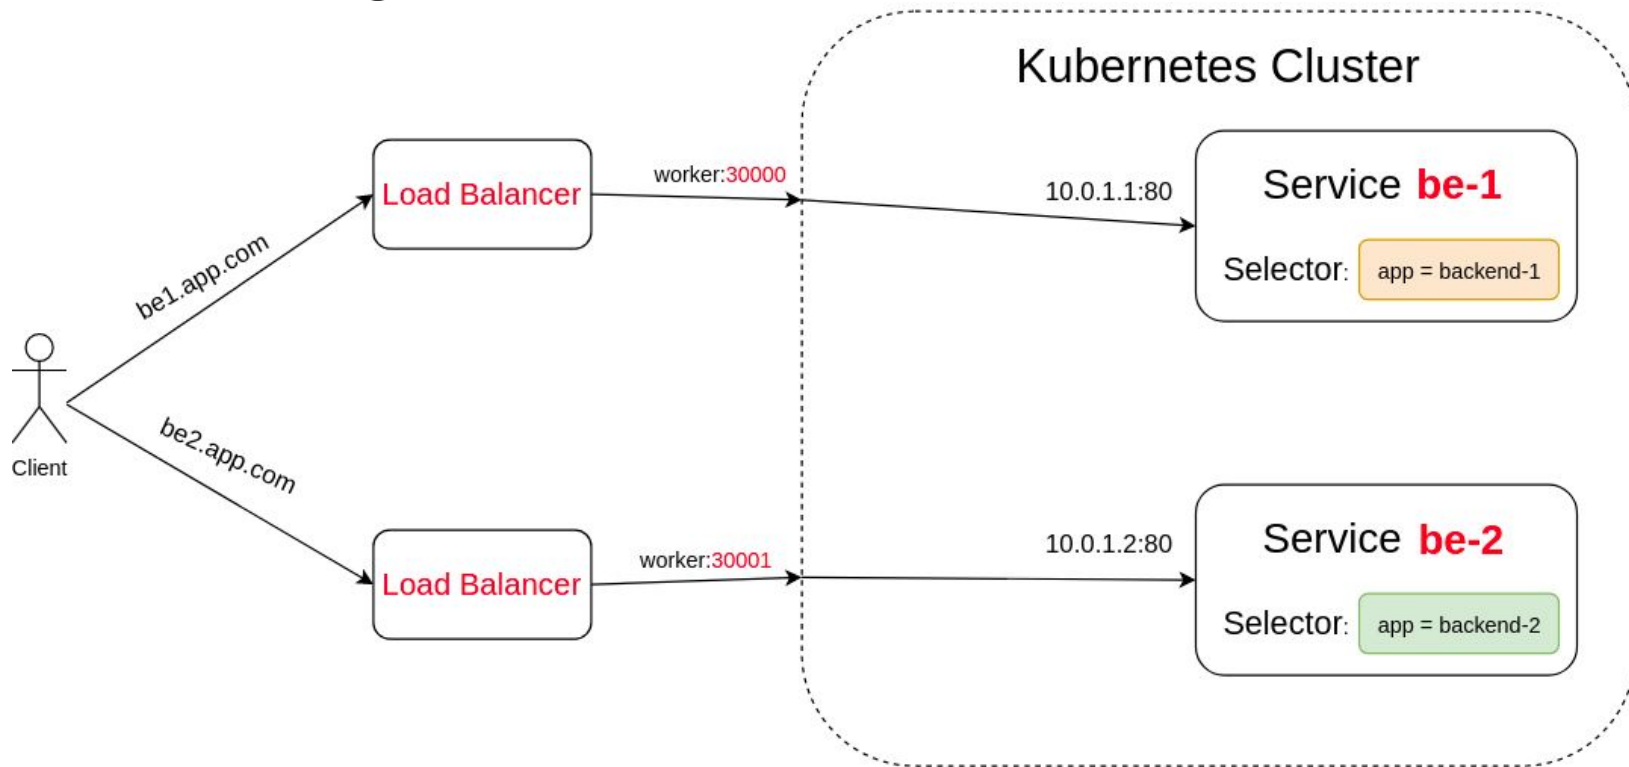 Kubernetes Cluster
Load Balancer
worker:30000
10.0.1.1:80
Service be-1
Selector: app = backend-1
be1.app.com
Client
be2.app.com
Load Balancer
worker:30001
10.0.1.2:80
Service be-2
Selector: app = backend-2